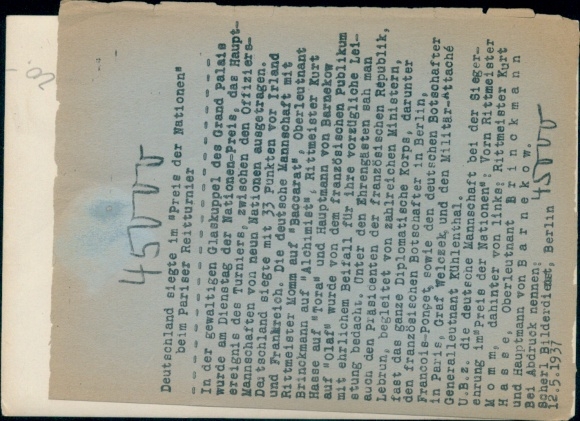 45000
Deutschland siegte im "Preis der Nationen"
beim Pariser Reitturnier
In der gewaltigen Glaskuppel des Grand Palais
wurde am Dienstag der Nationen-Preis, das Haupt-
ereignis des Turniers, zwischen den Offiziers-
Mannschaften von neun Nationen ausgetragen.
Deutschland siegte mit 33 Punkten vor Irland
und Frankreich. Die deutsche Mannschaft mit
Rittmeister Momm auf "Baccarat", Oberleutnant
Brinckmann auf "Alchimist", Rittmeister Kurt
Hasse auf "Tora" und Hauptmann von Barnekow
auf "Olaf" wurde von dem französischen Publikum
mit ehrlichem Beifall für ihre vorzügliche Lei-
stung bedacht. Unter den Ehrengästen sah man
auch den Präsidenten der französischen Republik,
Lebrun, begleitet von zahlreichen Ministern,
fast das ganze Diplomatische Korps, darunter
den französischen Botschafter in Berlin,
Francois-Ponçet, sowie den deutschen Botschafter
in Paris, Graf Welczek, und den Militär-Attaché
Generalleutnant Kühlenthal.
U.B.z. die deutsche Mannschaft bei der Sieger-
ehrung im "Preis der Nationen": Vorn Rittmeister
M o m m, dahinter von links: Rittmeister Kurt
H a s s e, Oberleutnant B r i n c k m a n n
und Hauptmann von B a r n e k o w.
Bei Abdruck nennen:
Scherl Bilderdienst, Berlin 45000
12.5.1937